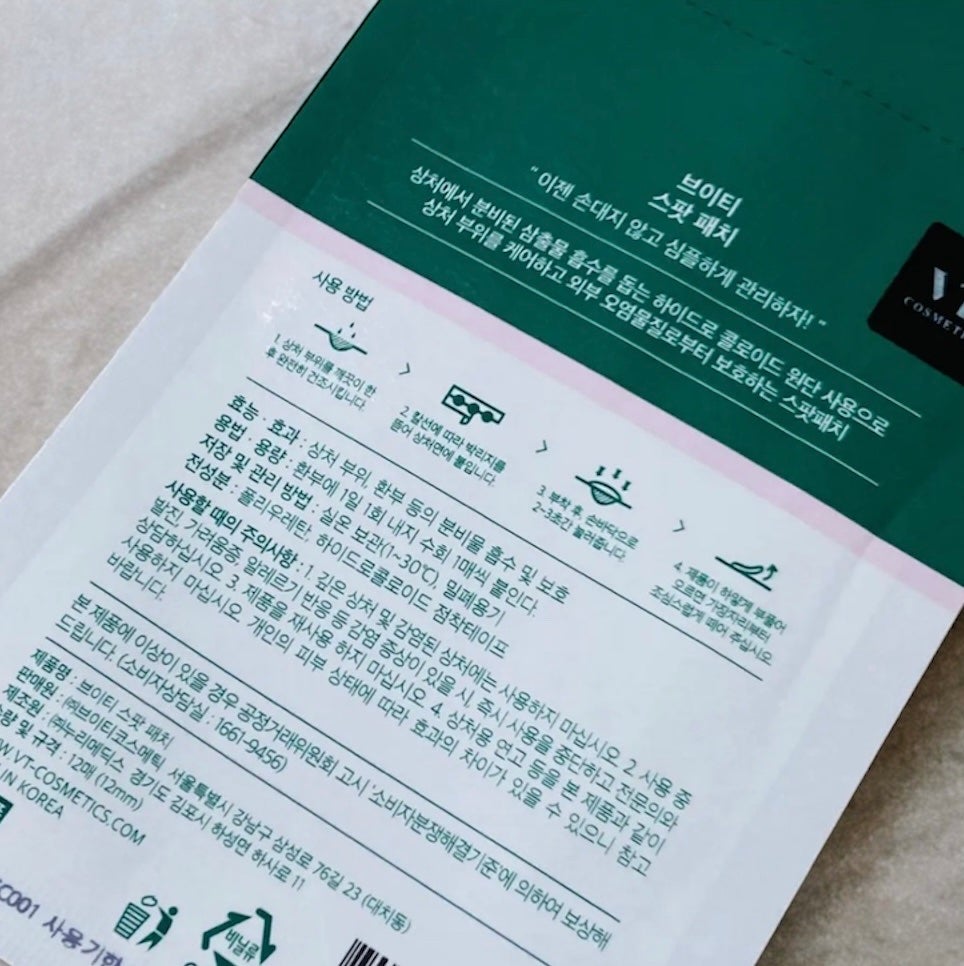 브이티
스팟 패치
" 이젠 손대지 않고 심플하게 관리하자! "
상처에서 분비된 삼출물 흡수를 돕는 하이드로 콜로이드 원단 사용으로
상처 부위를 케어하고 외부 오염물질로부터 보호하는 스팟패치
COSMET
사용 방법
1. 상처 부위를 깨끗이 한
후 완전히 건조시킵니다.
2. 칼선에 따라 박리지를
뜯어 상처면에 붙입니다
3. 부착 후, 손바닥으로
2~3초간 눌러줍니다.
4. 제품이 하얗게 부풀어
오르면 가장자리부터
조심스럽게 떼어 주십시오
효능 · 효과 : 상처 부위, 환부 등의 분비물 흡수 및 보호
용법 · 용량 : 환부에 1일 1회 내지 수회 1매씩 붙인다.
저장 및 관리 방법 : 실온 보관(1~30℃), 밀폐용기
전성분 : 폴리우레탄, 하이드로콜로이드 점착테이프
사용할 때의 주의사항 : 1. 깊은 상처 및 감염된 상처에는 사용하지 마십시오. 2. 사용 중
발진, 가려움증 알레르기 반응 등 감염 증상이 있을 시, 즉시 사용을 중단하고 전문의와
상담하십시오. 3. 제품을 재사용 하지 마십시오. 4. 상처용 연고 등을 본 제품과 같이
사용하지 마십시오. 개인의 피부 상태에 따라, 효과의 차이가 있을 수 있으니 참고
바랍니다.
본 제품에 이상이 있을 경우 공정거래위원회 고시 '소비자분쟁해결기준'에 의하여 보상해
드립니다. (소비자상담실 : 1661-9456)
제품명 : 브이티 스팟 패치
판매원 : ㈜브이티코스메틱 서울특별시 강남구 삼성로 76길 23 (대치동)
제조원 : ㈜누리메딕스 경기도 김포시 하성면 하사로 11
량 및 규격 : 12매 (12mm)
W.VT-COSMETICS.COM
IN KOREA
C001 사용기한
비닐류